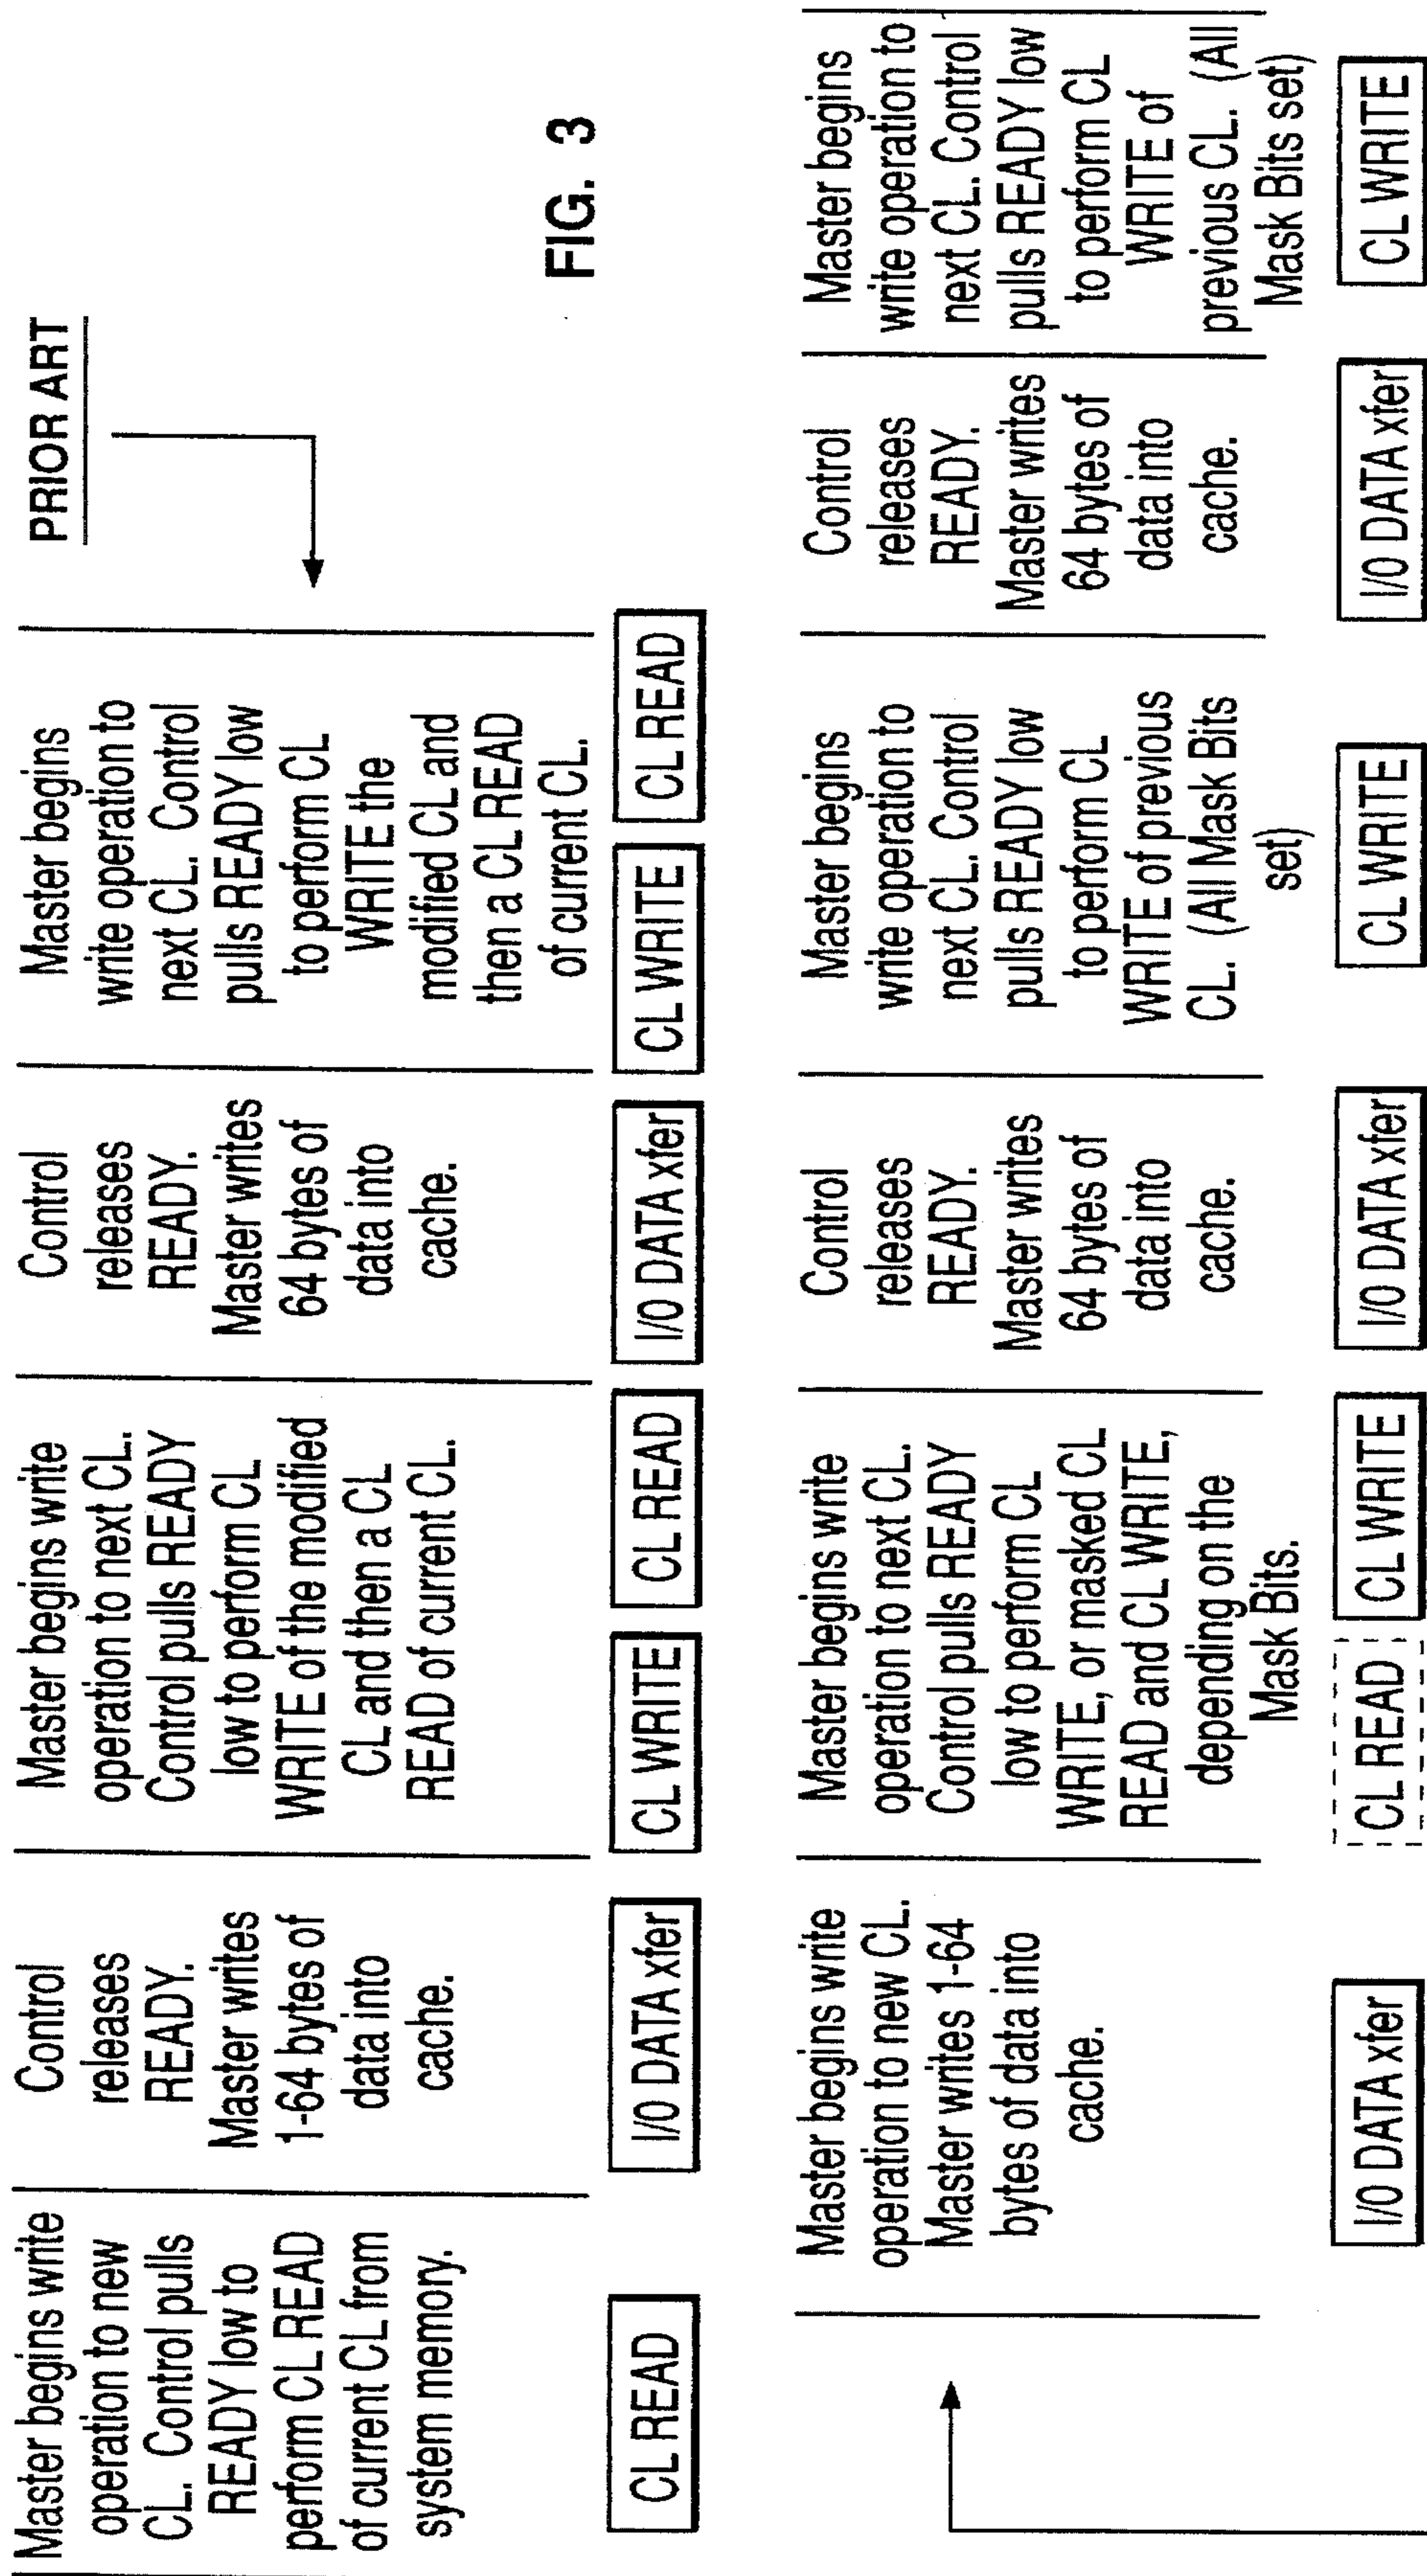 PRIOR ART
FIG. 3
Master begins write
operation to new
CL. Control pulls
READY low to
perform CL READ
of current CL from
system memory.
CL READ
Control
releases
READY.
Master writes
1-64 bytes of
data into
cache.
I/O DATA xfer
Master begins write
operation to next CL.
Control pulls READY
low to perform CL
WRITE of the modified
CL and then a CL
READ of current CL.
CL WRITE
CL READ
Control
releases
READY.
Master writes
64 bytes of
data into
cache.
I/O DATA xfer
Master begins
write operation to
next CL. Control
pulls READY low
to perform CL
WRITE the
modified CL and
then a CL READ
of current CL.
CL WRITE
CL READ
Master begins write
operation to new CL.
Master writes 1-64
bytes of data into
cache.
I/O DATA xfer
Master begins write
operation to next CL.
Control pulls READY
low to perform CL
WRITE, or masked CL
READ and CL WRITE,
depending on the
Mask Bits.
CL READ
CL WRITE
Control
releases
READY.
Master writes
64 bytes of
data into
cache.
I/O DATA xfer
Master begins
write operation to
next CL. Control
pulls READY low
to perform CL
WRITE of previous
CL. (All Mask Bits
set)
CL WRITE
Control
releases
READY.
Master writes
64 bytes of
data into
cache.
I/O DATA xfer
Master begins
write operation to
next CL. Control
pulls READY low
to perform CL
WRITE of
previous CL. (All
Mask Bits set)
CL WRITE